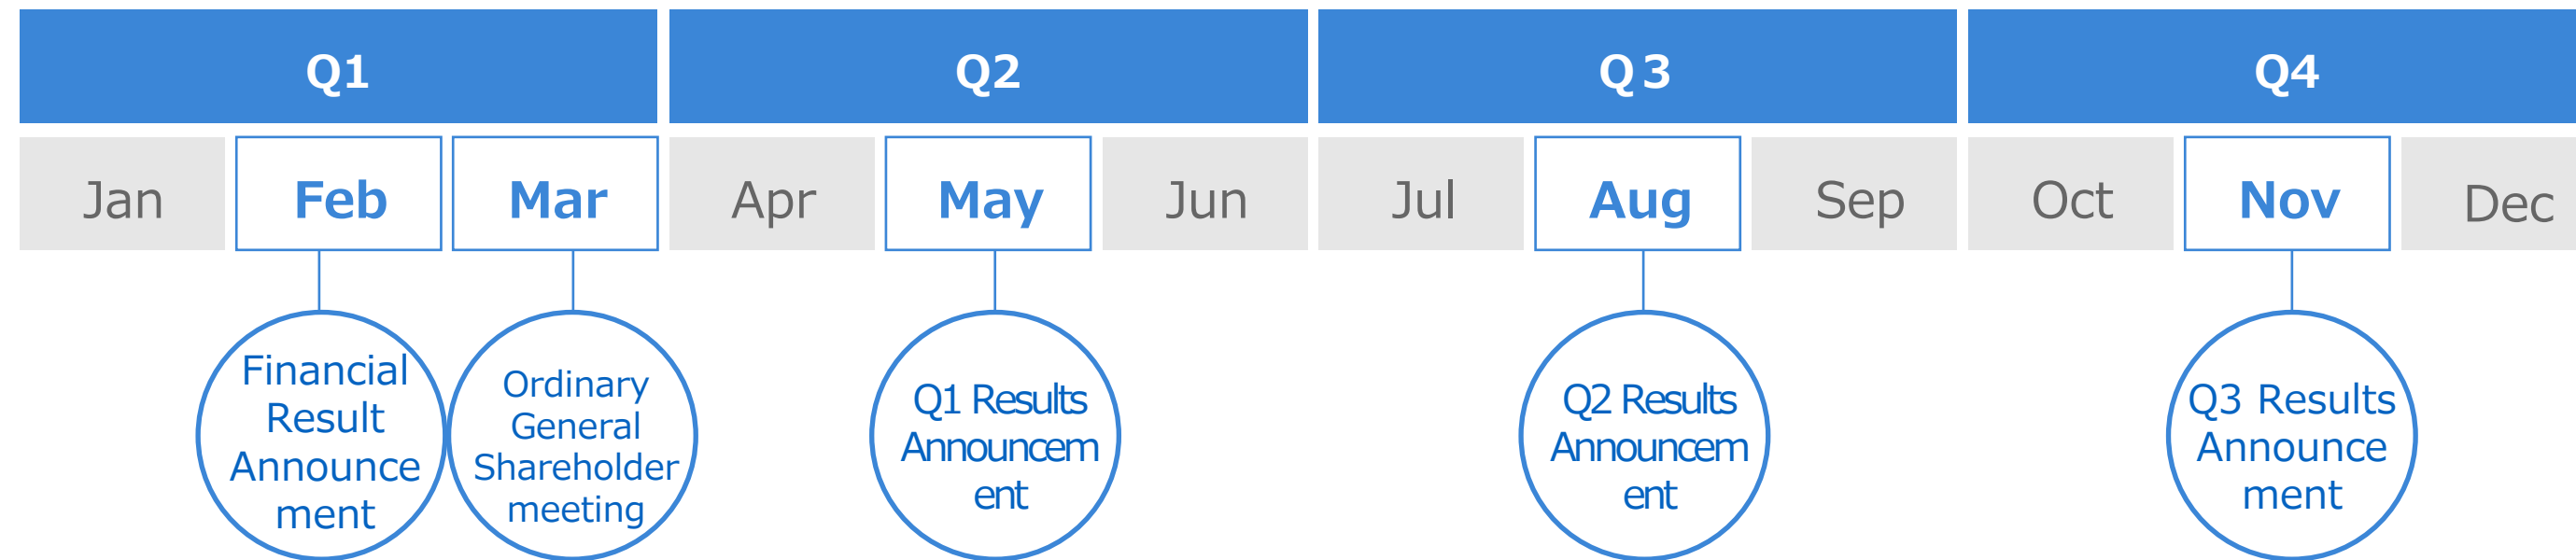 Q1
Q2
Q3
Q4
Jan
Feb
Mar
Apr
May
Jun
Jul
Aug
Sep
Oct
Nov
Dec
Financial
Result
Announce
ment
Ordinary
General
Shareholder
meeting
Q1 Results
Announcem
ent
Q2 Results
Announcem
ent
Q3 Results
Announce
ment